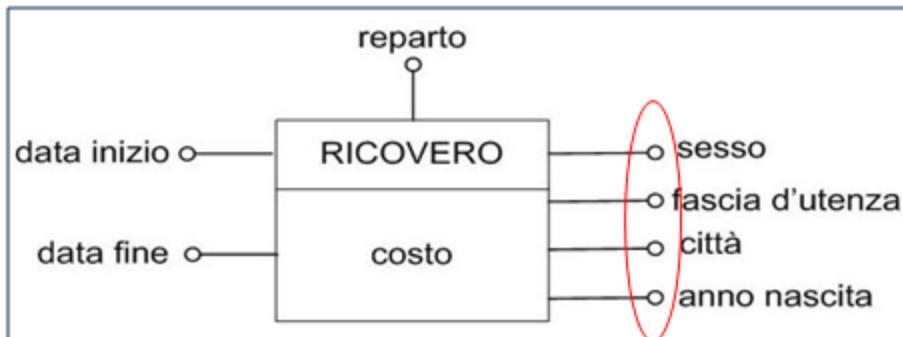 reparto
data inizio
RICOVERO
sesso
fascia d'utenza
data fine
costo
città
anno nascita